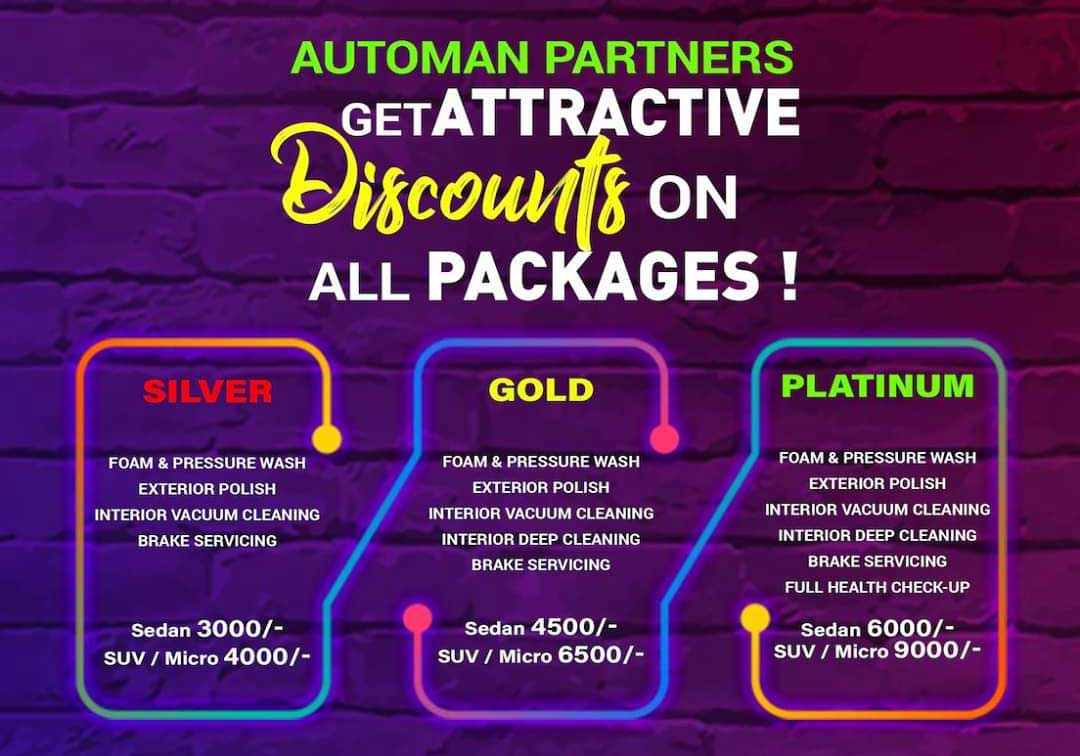 AUTOMAN PARTNERS
GET ATTRACTIVE
Discounts ON
ALL PACKAGES !
SILVER
FOAM & PRESSURE WASH
EXTERIOR POLISH
INTERIOR VACUUM CLEANING
BRAKE SERVICING
Sedan 3000/-
SUV / Micro 4000/-
GOLD
FOAM & PRESSURE WASH
EXTERIOR POLISH
INTERIOR VACUUM CLEANING
INTERIOR DEEP CLEANING
BRAKE SERVICING
Sedan 4500/-
SUV / Micro 6500/-
PLATINUM
FOAM & PRESSURE WASH
EXTERIOR POLISH
INTERIOR VACUUM CLEANING
INTERIOR DEEP CLEANING
BRAKE SERVICING
FULL HEALTH CHECK-UP
Sedan 6000/-
SUV / Micro 9000/-